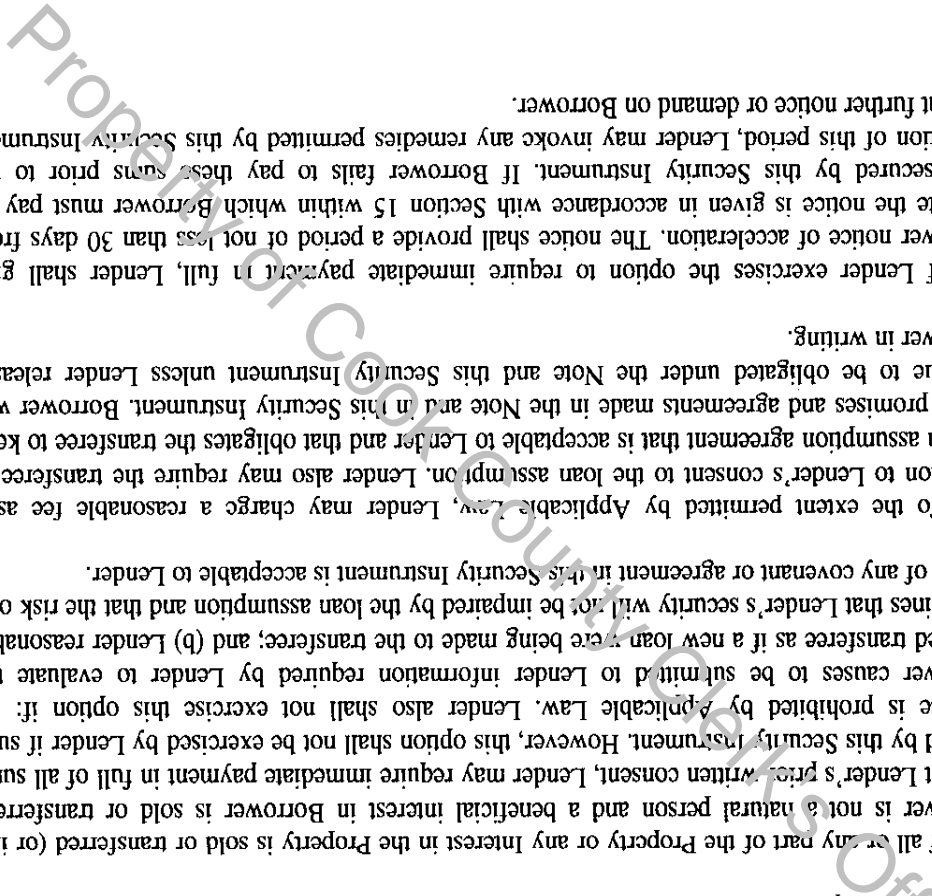 f all or any part of the Property or any Interest in the Property is sold or transferred (or i
wer is not a natural person and a beneficial interest in Borrower is sold or transferre
t Lender's prior written consent, Lender may require immediate payment in full of all sum
d by this Security Instrument. However, this option shall not be exercised by Lender if su
e is prohibited by Applicable Law. Lender also shall not exercise this option if:
wer causes to be submitted to Lender information required by Lender to evaluate t
ed transferee as if a new loan were being made to the transferee; and (b) Lender reasonab
ines that Lender's security will not be impaired by the loan assumption and that the risk o
of any covenant or agreement in this Security Instrument is acceptable to Lender.
o the extent permitted by Applicable Law, Lender may charge a reasonable fee as
on to Lender's consent to the loan assumption. Lender also may require the transferee
n assumption agreement that is acceptable to Lender and that obligates the transferee to ke
promises and agreements made in the Note and in this Security Instrument. Borrower w
ue to be obligated under the Note and this Security Instrument unless Lender releas
wer in writing.
f Lender exercises the option to require immediate payment in full, Lender shall g
wer notice of acceleration. The notice shall provide a period of not less than 30 days fr
te the notice is given in accordance with Section 15 within which Borrower must pay
secured by this Security Instrument. If Borrower fails to pay these sums prior to
tion of this period, Lender may invoke any remedies permitted by this Security Instrum
t further notice or demand on Borrower.
Property of Cook County Clerk's Off